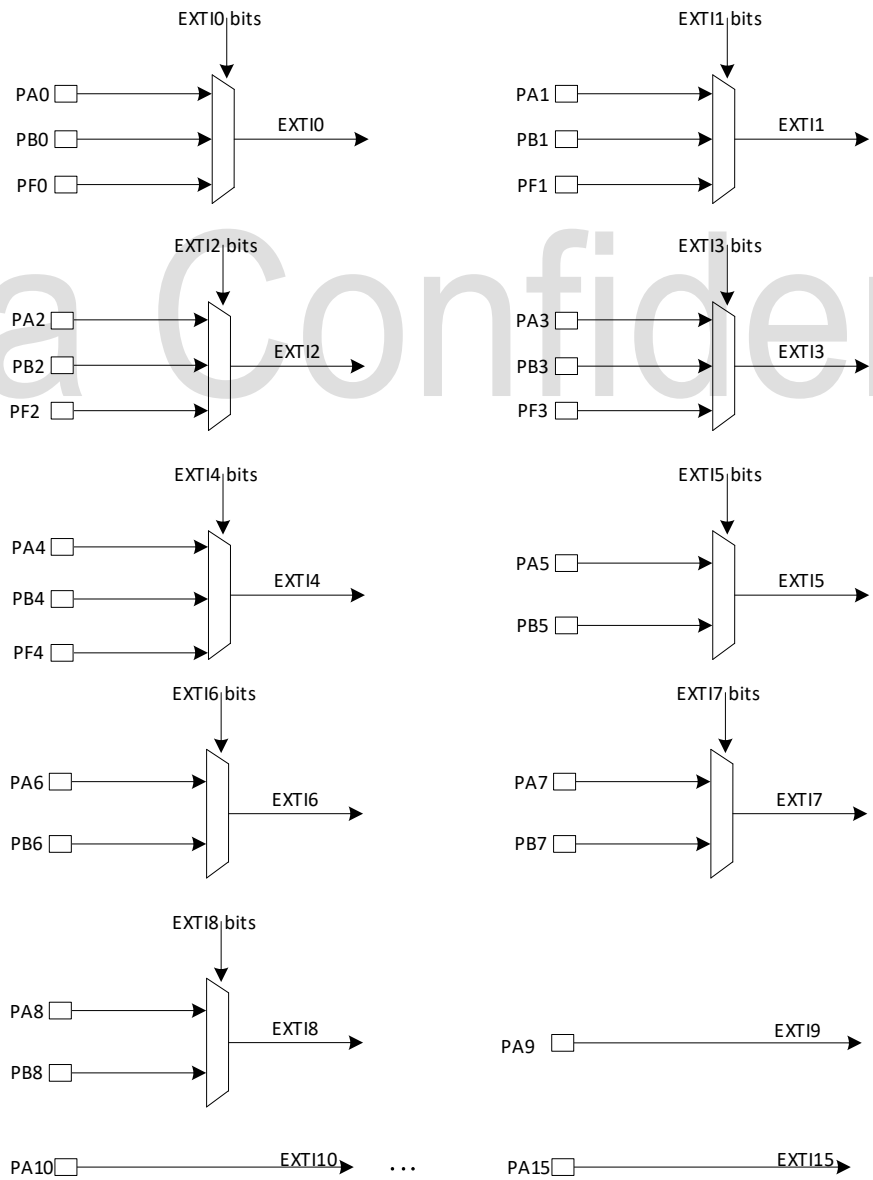 EXTI0 bits
EXTI1 bits
PA0
PA1
PB0
EXTI0
PB1
EXTI1
PF0
PF1
EXTI2 bits
EXTI3 bits
a Confiden
PA2
PA3
PB2
EXTI2
PB3
EXTI3
PF2
PF3
EXTI4 bits
EXTI5 bits
PA4
PA5
PB4
EXTI4
EXTI5
PB5
PF4
EXTI6 bits
EXTI7 bits
PA6
PA7
EXTI6
EXTI7
PB6
PB7
EXTI8 bits
PA8
EXTI8
PA9
EXTI9
PB8
PA10
EXTI10
...
PA15
EXTI15